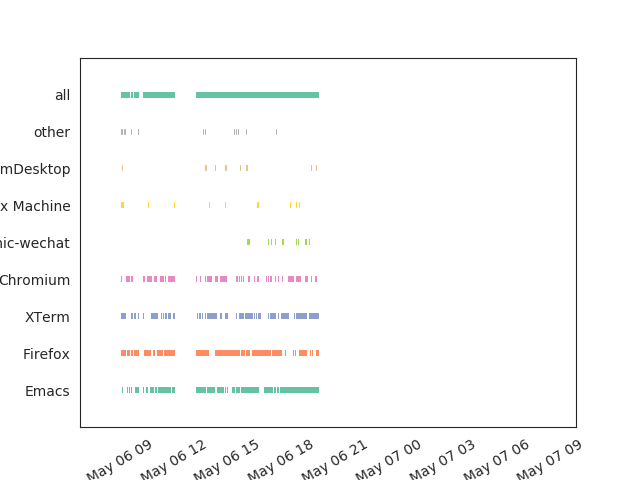 all
other
mDesktop
x Machine
nic-wechat
Chromium
XTerm
Firefox
Emacs
May 06 09 May 06 12 May 06 15 May 06 18 May 06 21 May 07 00 May 07 03 May 07 06 May 07 09